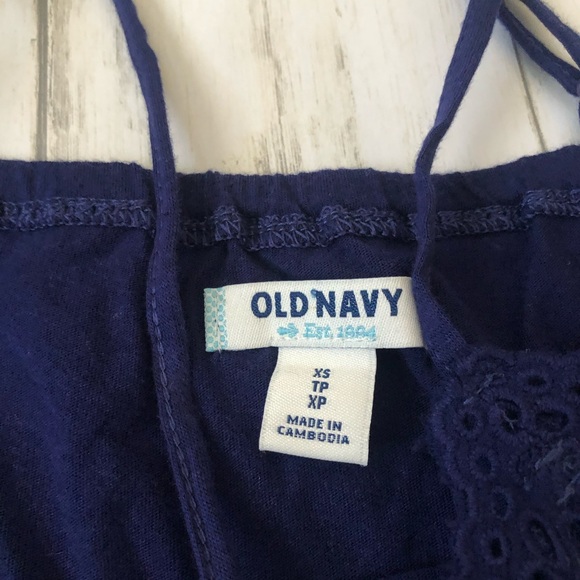 OLD NAVY
Est. 1994
XS
TP
XP
MADE IN
CAMBODIA